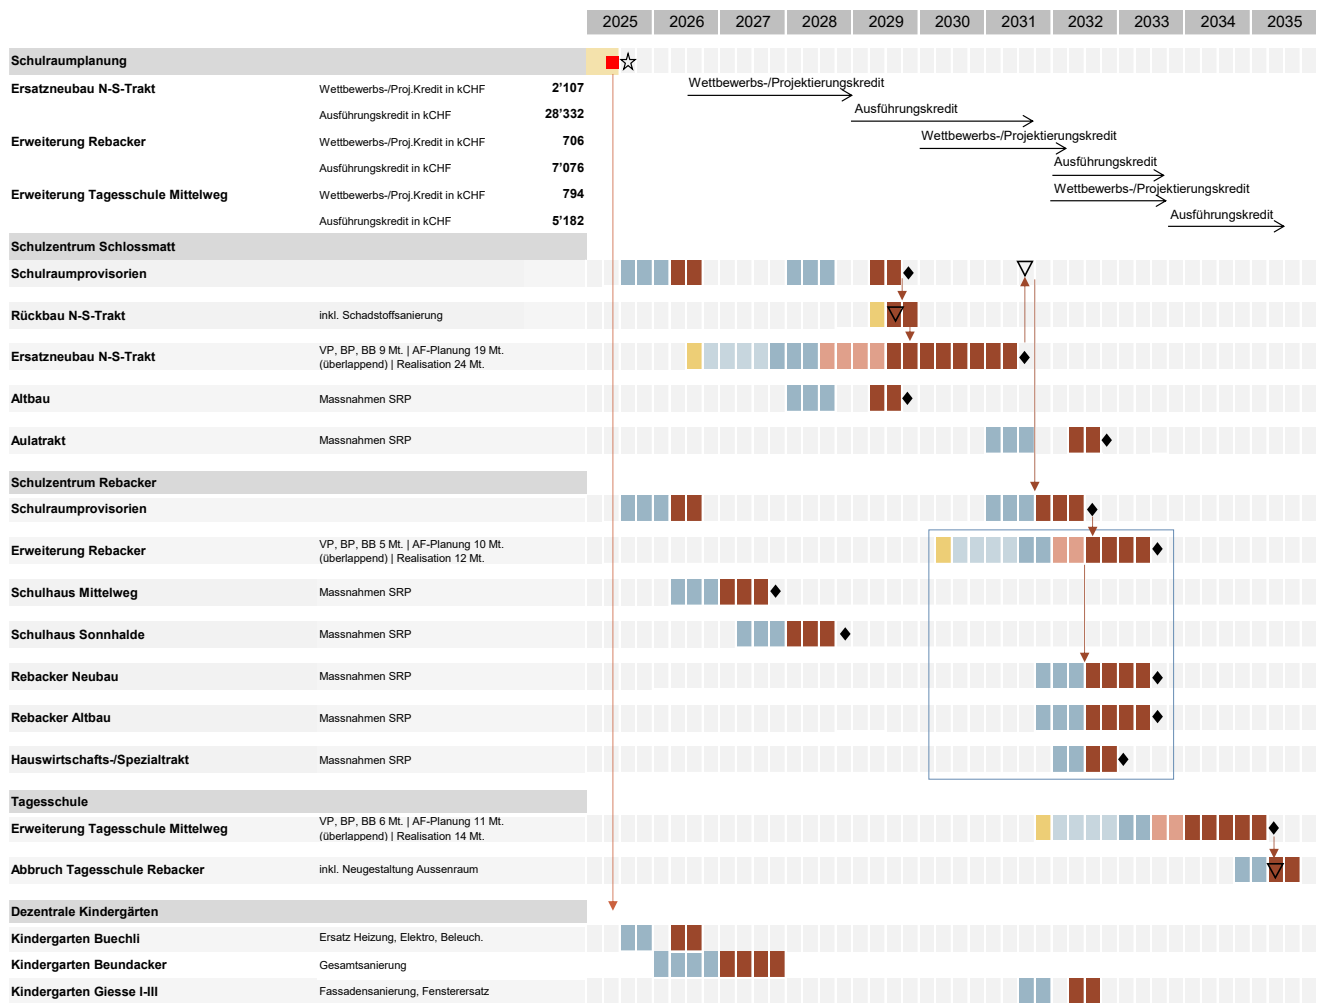 2025 2026 2027 2028 2029 2030 2031 2032 2033 2034 2035
Schulraumplanung
Ersatzneubau N-S-Trakt Wettbewerbs-/Proj.Kredit in kCHF 2'107 Wettbewerbs-/Projektierungskredit
Ausführungskredit in kCHF 28'332 Ausführungskredit
Erweiterung Rebacker Wettbewerbs-/Proj.Kredit in kCHF 706 Wettbewerbs-/Projektierungskredit
Ausführungskredit in kCHF 7'076 Ausführungskredit
Erweiterung Tagesschule Mittelweg Wettbewerbs-/Proj.Kredit in kCHF 794 Wettbewerbs-/Projektierungskredit
Ausführungskredit in kCHF 5'182 Ausführungskredit
Schulzentrum Schlossmatt
Schulraumprovisorien
Rückbau N-S-Trakt inkl. Schadstoffsanierung
Ersatzneubau N-S-Trakt VP, BP, BB 9 Mt. | AF-Planung 19 Mt.
(überlappend) | Realisation 24 Mt.
Altbau Massnahmen SRP
Aulatrakt Massnahmen SRP
Schulzentrum Rebacker
Schulraumprovisorien
Erweiterung Rebacker VP, BP, BB 5 Mt. | AF-Planung 10 Mt.
(überlappend) | Realisation 12 Mt.
Schulhaus Mittelweg Massnahmen SRP
Schulhaus Sonnhalde Massnahmen SRP
Rebacker Neubau Massnahmen SRP
Rebacker Altbau Massnahmen SRP
Hauswirtschafts-/Spezialtrakt Massnahmen SRP
Tagesschule
Erweiterung Tagesschule Mittelweg VP, BP, BB 6 Mt. | AF-Planung 11 Mt.
(überlappend) | Realisation 14 Mt.
Abbruch Tagesschule Rebacker inkl. Neugestaltung Aussenraum
Dezentrale Kindergärten
Kindergarten Buechli Ersatz Heizung, Elektro, Beleuch.
Kindergarten Beundacker Gesamtsanierung
Kindergarten Giesse I-III Fassadensanierung, Fensterersatz